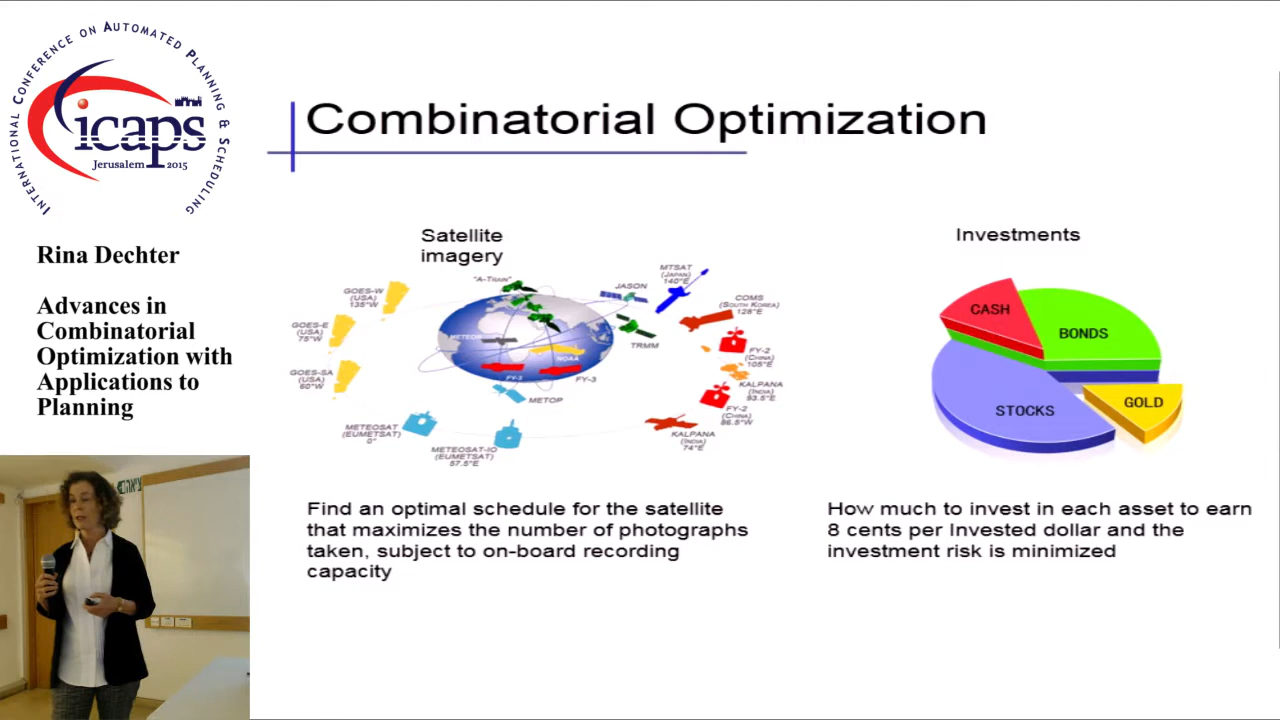 INTERNATIONAL CONFERENCE ON AUTOMATED PLANNING & SCHEDULING
icaps
Jerusalem 2015
Rina Dechter
Advances in
Combinatorial
Optimization with
Applications to
Planning
Combinatorial Optimization
Satellite
imagery
"A-TRAIN"
GOES-W
(USA)
135°W
GOES-E
(USA)
75°W
GOES-SA
(USA)
60°W
METEOSAT
(EUMETSAT)
0°
METEOSAT-IO
(EUMETSAT)
57.5°E
METEOR
NOAA
FY-3
FY-3
METOP
JASON
TRMM
MTSAT
(JAPAN)
140°E
COMS
(SOUTH KOREA)
128°E
FY-2
(CHINA)
105°E
KALPANA
(INDIA)
93.5°E
FY-2
(CHINA)
86.5°W
KALPANA
(INDIA)
74°E
Find an optimal schedule for the satellite
that maximizes the number of photographs
taken, subject to on-board recording
capacity
Investments
CASH
BONDS
STOCKS
GOLD
How much to invest in each asset to earn
8 cents per Invested dollar and the
investment risk is minimized